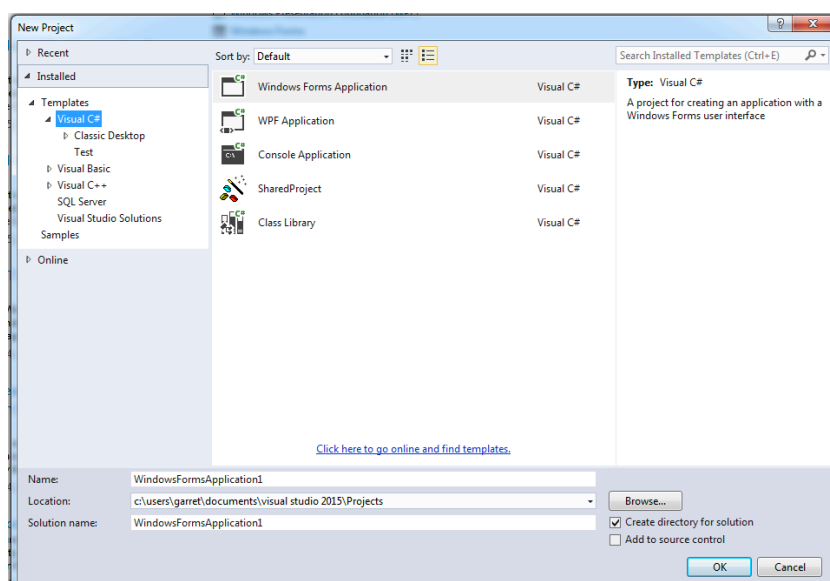 New Project
Recent
Installed
Templates
Visual C#
Classic Desktop
Test
Visual Basic
Visual C++
SQL Server
Visual Studio Solutions
Samples
Online
Sort by: Default
Search Installed Templates (Ctrl+E)
Windows Forms Application Visual C#
WPF Application Visual C#
Console Application Visual C#
SharedProject Visual C#
Class Library Visual C#
Click here to go online and find templates.
Type: Visual C#
A project for creating an application with a
Windows Forms user interface
Name: WindowsFormsApplication1
Location: c:\users\garret\documents\visual studio 2015\Projects
Browse...
Solution name: WindowsFormsApplication1
Create directory for solution
Add to source control
OK Cancel